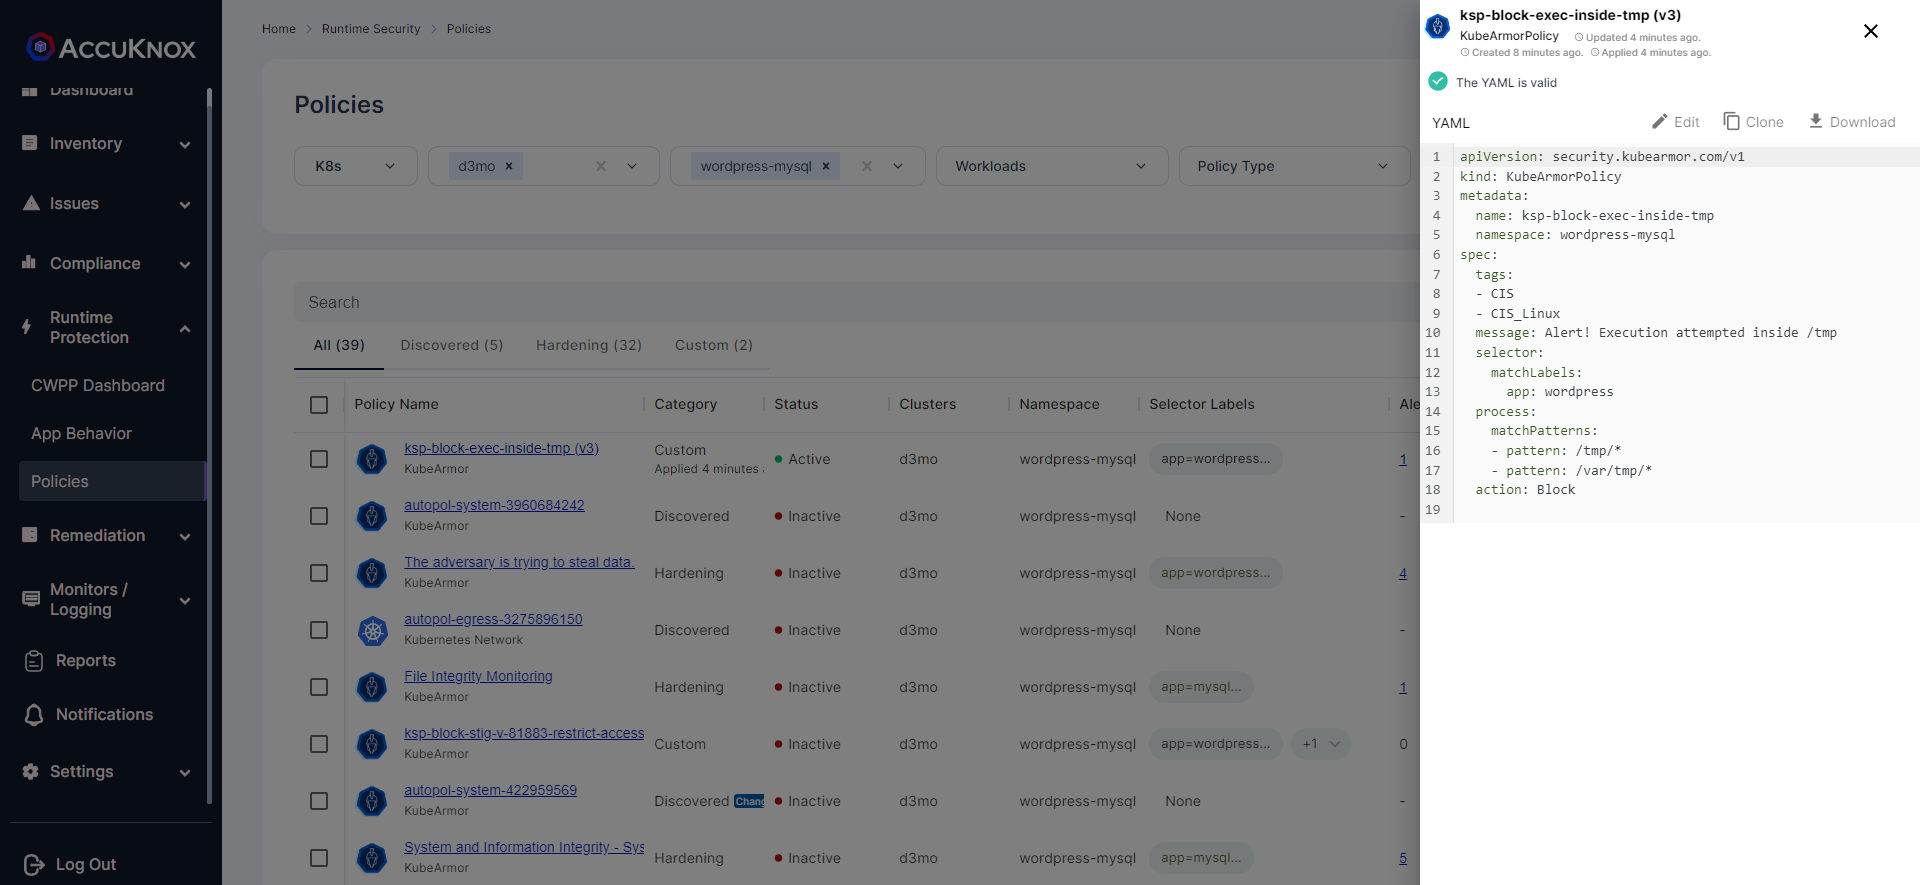 ACCUKNOX
Dashboard
Inventory
Issues
Compliance
Runtime
Protection
CWPP Dashboard
App Behavior
Policies
Remediation
Monitors /
Logging
Reports
Notifications
Settings
Log Out
Home > Runtime Security > Policies
Policies
K8s
d3mo ×
wordpress-mysql ×
Workloads
Policy Type
Search
All (39) Discovered (5) Hardening (32) Custom (2)
Policy Name Category Status Clusters Namespace Selector Labels Ale
ksp-block-exec-inside-tmp (v3) Custom Active d3mo wordpress-mysql app=wordpress... 1
KubeArmor Applied 4 minutes
autopol-system-3960684242 Discovered Inactive d3mo wordpress-mysql None -
KubeArmor
The adversary is trying to steal data. Hardening Inactive d3mo wordpress-mysql app=wordpress... 4
KubeArmor
autopol-egress-3275896150 Discovered Inactive d3mo wordpress-mysql None -
Kubernetes Network
File Integrity Monitoring Hardening Inactive d3mo wordpress-mysql app=mysql... 1
KubeArmor
ksp-block-stig-v-81883-restrict-access Custom Inactive d3mo wordpress-mysql app=wordpress... +1 0
KubeArmor
autopol-system-422959569 Discovered Chang Inactive d3mo wordpress-mysql None -
KubeArmor
System and Information Integrity - Sys Hardening Inactive d3mo wordpress-mysql app=mysql... 5
KubeArmor
ksp-block-exec-inside-tmp (v3)
KubeArmorPolicy Updated 4 minutes ago.
Created 8 minutes ago. Applied 4 minutes ago.
The YAML is valid
YAML Edit Clone Download
1 apiVersion: security.kubearmor.com/v1
2 kind: KubeArmorPolicy
3 metadata:
4 name: ksp-block-exec-inside-tmp
5 namespace: wordpress-mysql
6 spec:
7 tags:
8 - CIS
9 - CIS_Linux
10 message: Alert! Execution attempted inside /tmp
11 selector:
12 matchLabels:
13 app: wordpress
14 process:
15 matchPatterns:
16 - pattern: /tmp/*
17 - pattern: /var/tmp/*
18 action: Block
19